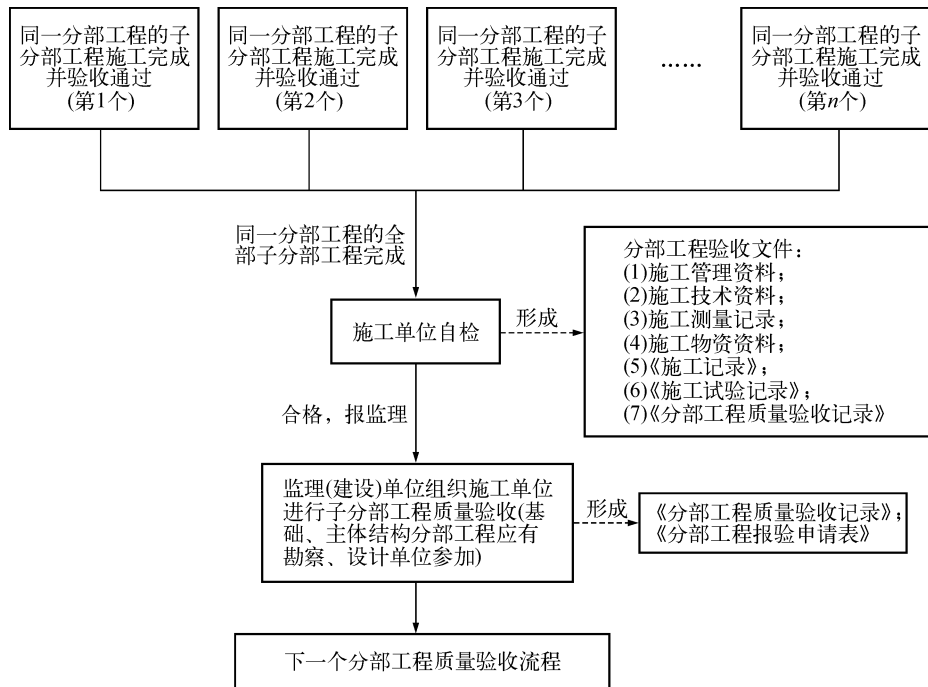 同一分部工程的子
分部工程施工完成
并验收通过
(第1个)
同一分部工程的子
分部工程施工完成
并验收通过
(第2个)
同一分部工程的子
分部工程施工完成
并验收通过
(第3个)
……
同一分部工程的子
分部工程施工完成
并验收通过
(第n个)
同一分部工程的全
部子分部工程完成
施工单位自检
形成
分部工程验收文件：
(1)施工管理资料；
(2)施工技术资料；
(3)施工测量记录；
(4)施工物资资料；
(5)《施工记录》；
(6)《施工试验记录》；
(7)《分部工程质量验收记录》
合格，报监理
监理(建设)单位组织施工单位
进行子分部工程质量验收(基
础、主体结构分部工程应有
勘察、设计单位参加)
形成
《分部工程质量验收记录》；
《分部工程报验申请表》
下一个分部工程质量验收流程